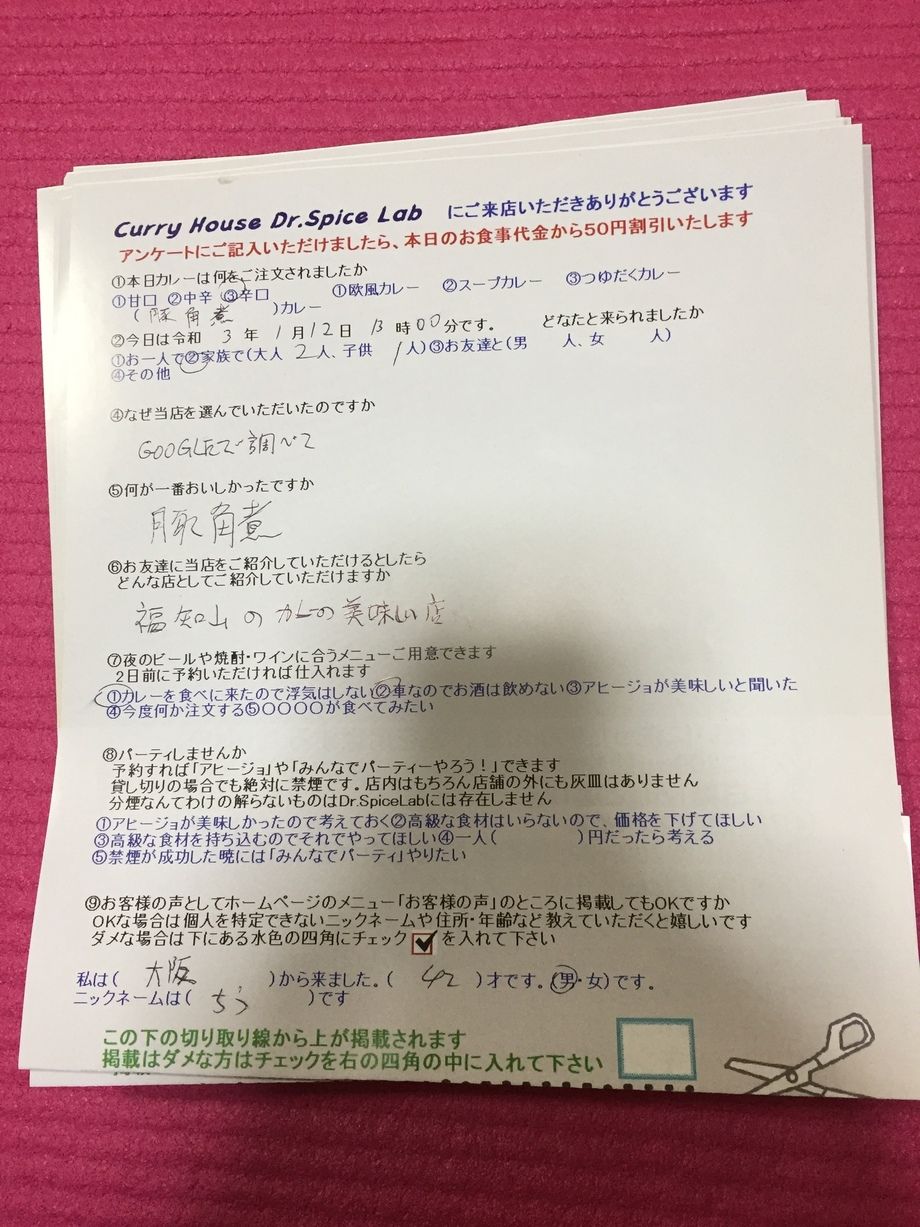 Curry House Dr.Spice Lab にご来店いただきありがとうございます
アンケートにご記入いただけましたら、本日のお食事代金から50円割引いたします
①本日カレーは何をご注文されましたか
①甘口 ②中辛 ③辛口 ①欧風カレー ②スープカレー ③つゆだくカレー
(豚角煮)カレー
②今日は令和 3 年 1 月 12 日 13 時 00 分です。 どなたと来られましたか
①お一人で②家族で(大人 2 人、子供 1 人)③お友達と(男 人、女 人)
④その他
④なぜ当店を選んでいただいたのですか
GOOGLEで調べて
⑤何が一番おいしかったですか
豚角煮
⑥お友達に当店をご紹介していただけるとしたら
どんな店としてご紹介していただけますか
福知山のカレーの美味しい店
⑦夜のビールや焼酎・ワインに合うメニューご用意できます
2日前に予約いただければ仕入れます
①カレーを食べに来たので浮気はしない②車なのでお酒は飲めない③アヒージョが美味しいと聞いた
④今度何か注文する⑤〇〇〇〇が食べてみたい
⑧パーティしませんか
予約すれば「アヒージョ」や「みんなでパーティーやろう！」できます
貸し切りの場合でも絶対に禁煙です。店内はもちろん店舗の外にも灰皿はありません
分煙なんてわけの解らないものはDr.SpiceLabには存在しません
①アヒージョが美味しかったので考えておく②高級な食材はいらないので、価格を下げてほしい
③高級な食材を持ち込むのでそれでやってほしい④一人( )円だったら考える
⑤禁煙が成功した暁には「みんなでパーティ」やりたい
⑨お客様の声としてホームページのメニュー「お客様の声」のところに掲載してもOKですか
OKな場合は個人を特定できないニックネームや住所・年齢など教えていただくと嬉しいです
ダメな場合は下にある水色の四角にチェック☑を入れて下さい
私は( 大阪 )から来ました。( 42 )才です。(男・女)です。
ニックネームは( )です
この下の切り取り線から上が掲載されます
掲載はダメな方はチェックを右の四角の中に入れて下さい